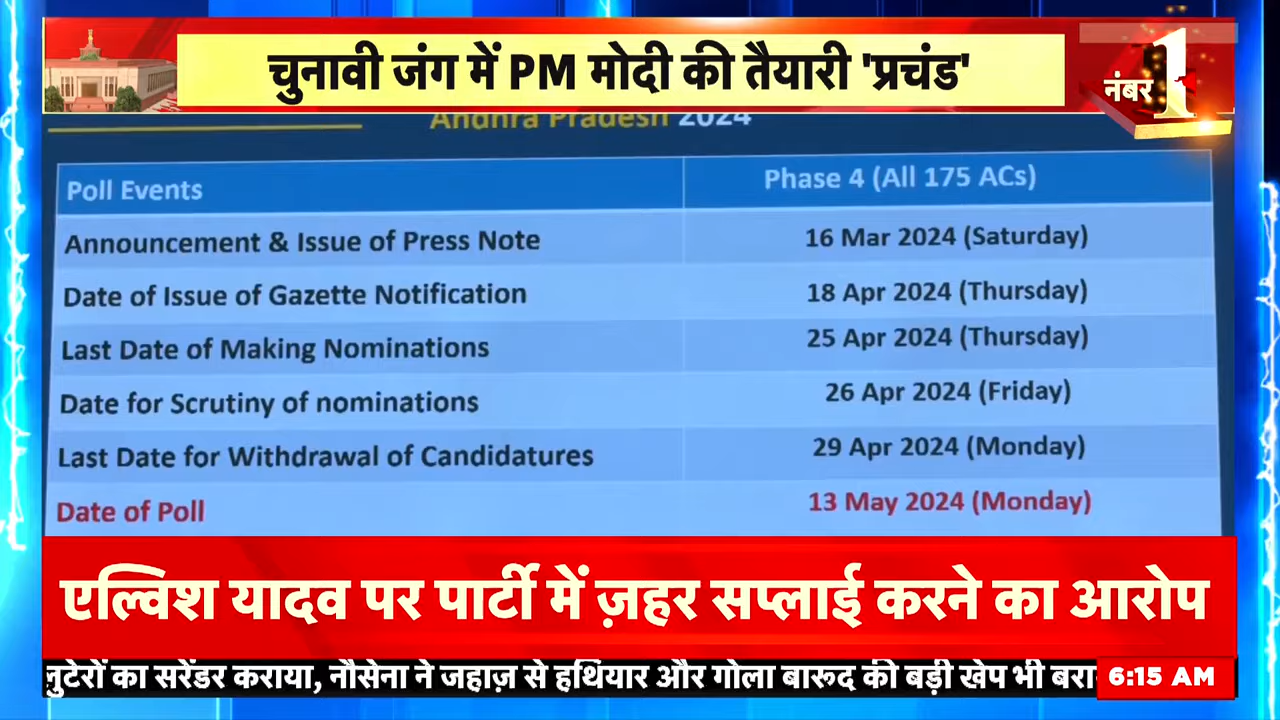 चुनावी जंग में PM मोदी की तैयारी 'प्रचंड'
नंबर 1
Andhra Pradesh 2024
Poll Events Phase 4 (All 175 ACs)
Announcement & Issue of Press Note 16 Mar 2024 (Saturday)
Date of Issue of Gazette Notification 18 Apr 2024 (Thursday)
Last Date of Making Nominations 25 Apr 2024 (Thursday)
Date for Scrutiny of nominations 26 Apr 2024 (Friday)
Last Date for Withdrawal of Candidatures 29 Apr 2024 (Monday)
Date of Poll 13 May 2024 (Monday)
एल्विश यादव पर पार्टी में ज़हर सप्लाई करने का आरोप
का सरेंडर कराया, नौसेना ने जहाज़ से हथियार और गोला बारूद की बड़ी खेप भी
6:15 AM